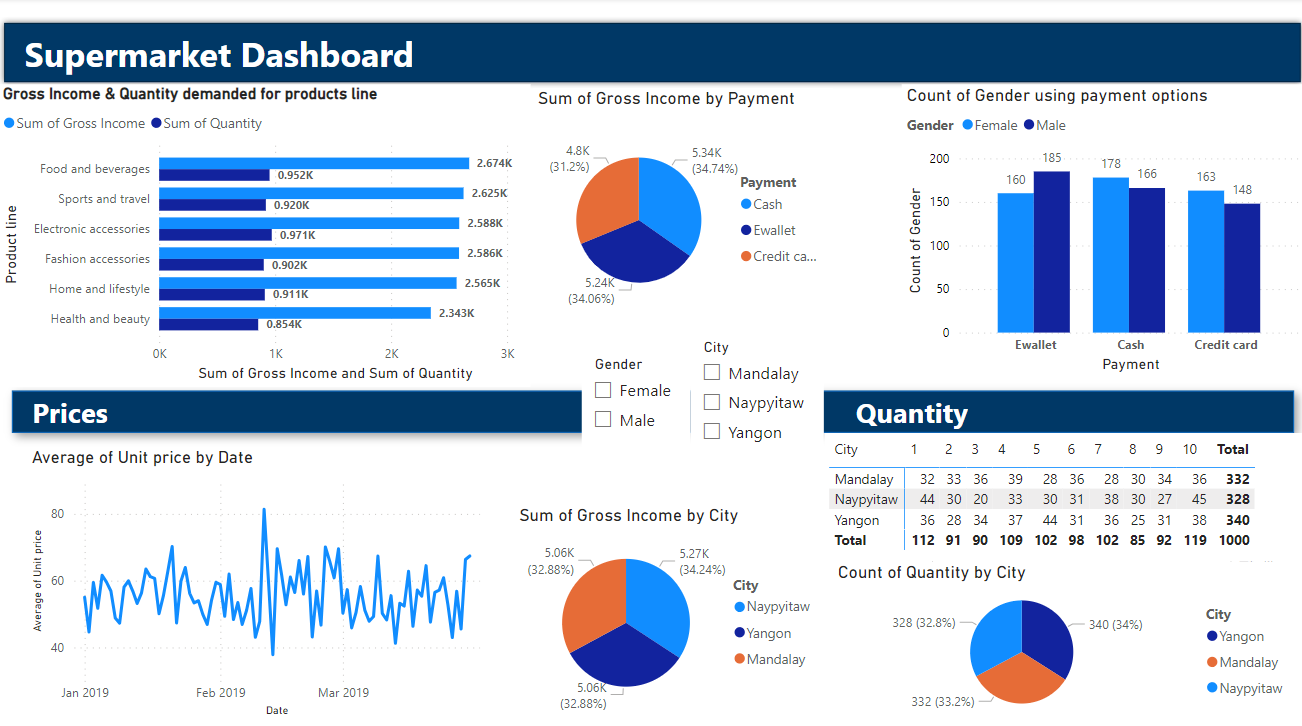 Supermarket Dashboard
Gross Income & Quantity demanded for products line
Sum of Gross Income Sum of Quantity
Product line
Food and beverages 2.674K
0.952K
Sports and travel 2.625K
0.920K
Electronic accessories 2.588K
0.971K
Fashion accessories 2.586K
0.902K
Home and lifestyle 2.565K
0.911K
Health and beauty 2.343K
0.854K
0K 1K 2K 3K
Sum of Gross Income and Sum of Quantity
Sum of Gross Income by Payment
4.8K
(31.2%)
5.34K
(34.74%)
5.24K
(34.06%)
Payment
Cash
Ewallet
Credit ca...
Count of Gender using payment options
Gender Female Male
Count of Gender
200
150
100
50
0
160 185 178 166 163 148
Ewallet Cash Credit card
Payment
Gender
Female
Male
City
Mandalay
Naypyitaw
Yangon
Prices
Average of Unit price by Date
Average of Unit price
80
60
40
Jan 2019 Feb 2019 Mar 2019
Date
Sum of Gross Income by City
5.06K
(32.88%)
5.27K
(34.24%)
5.06K
(32.88%)
City
Naypyitaw
Yangon
Mandalay
Quantity
City 1 2 3 4 5 6 7 8 9 10 Total
Mandalay 32 33 36 39 28 36 28 30 34 36 332
Naypyitaw 44 30 20 33 30 31 38 30 27 45 328
Yangon 36 28 34 37 44 31 36 25 31 38 340
Total 112 91 90 109 102 98 102 85 92 119 1000
Count of Quantity by City
328 (32.8%)
340 (34%)
332 (33.2%)
City
Yangon
Mandalay
Naypyitaw